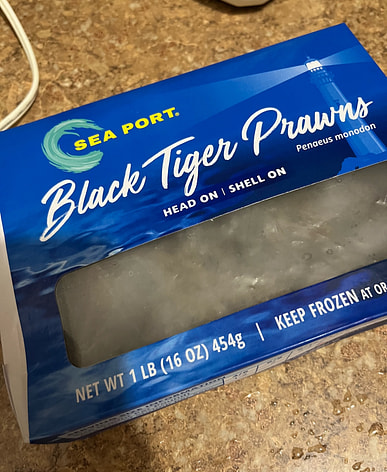 SEA PORT.
Black Tiger Prawns
Penaeus monodon
HEAD ON | SHELL ON
NET WT 1 LB (16 OZ) 454g | KEEP FROZEN AT OR